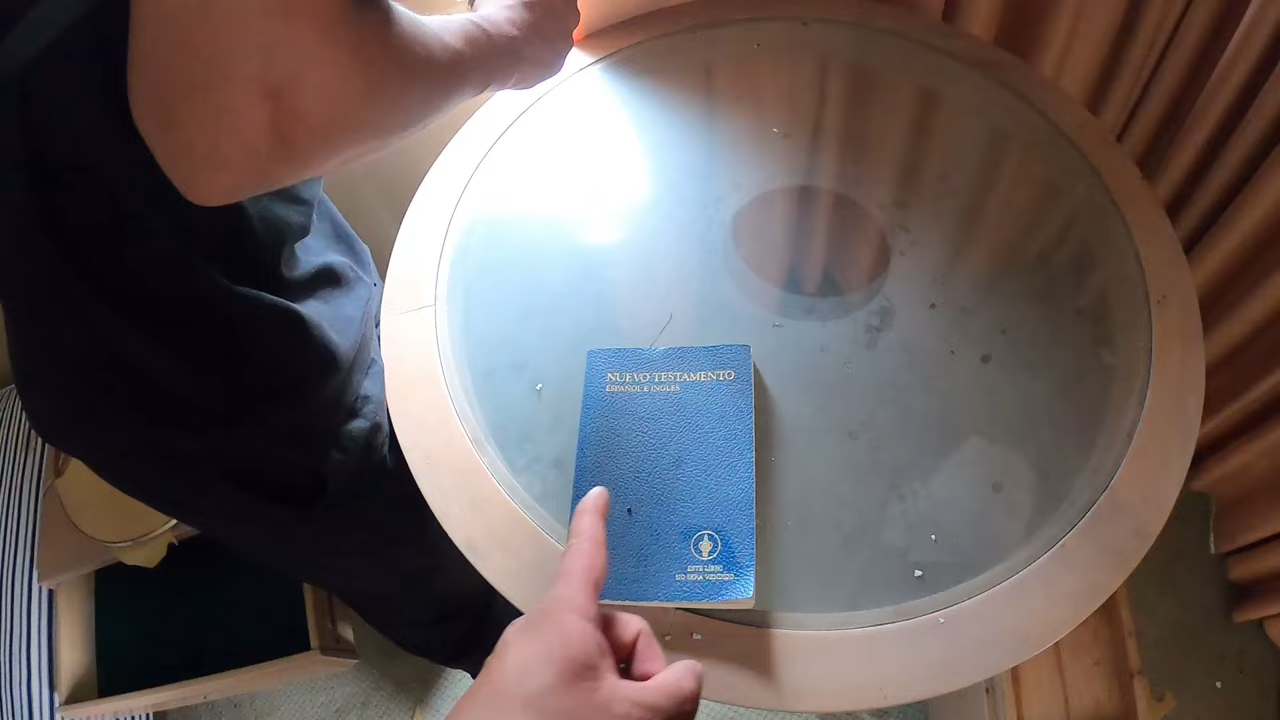 NUEVO TESTAMENTO
ESPAÑOL E INGLES
ESTE LIBRO
NO SERA VENDIDO